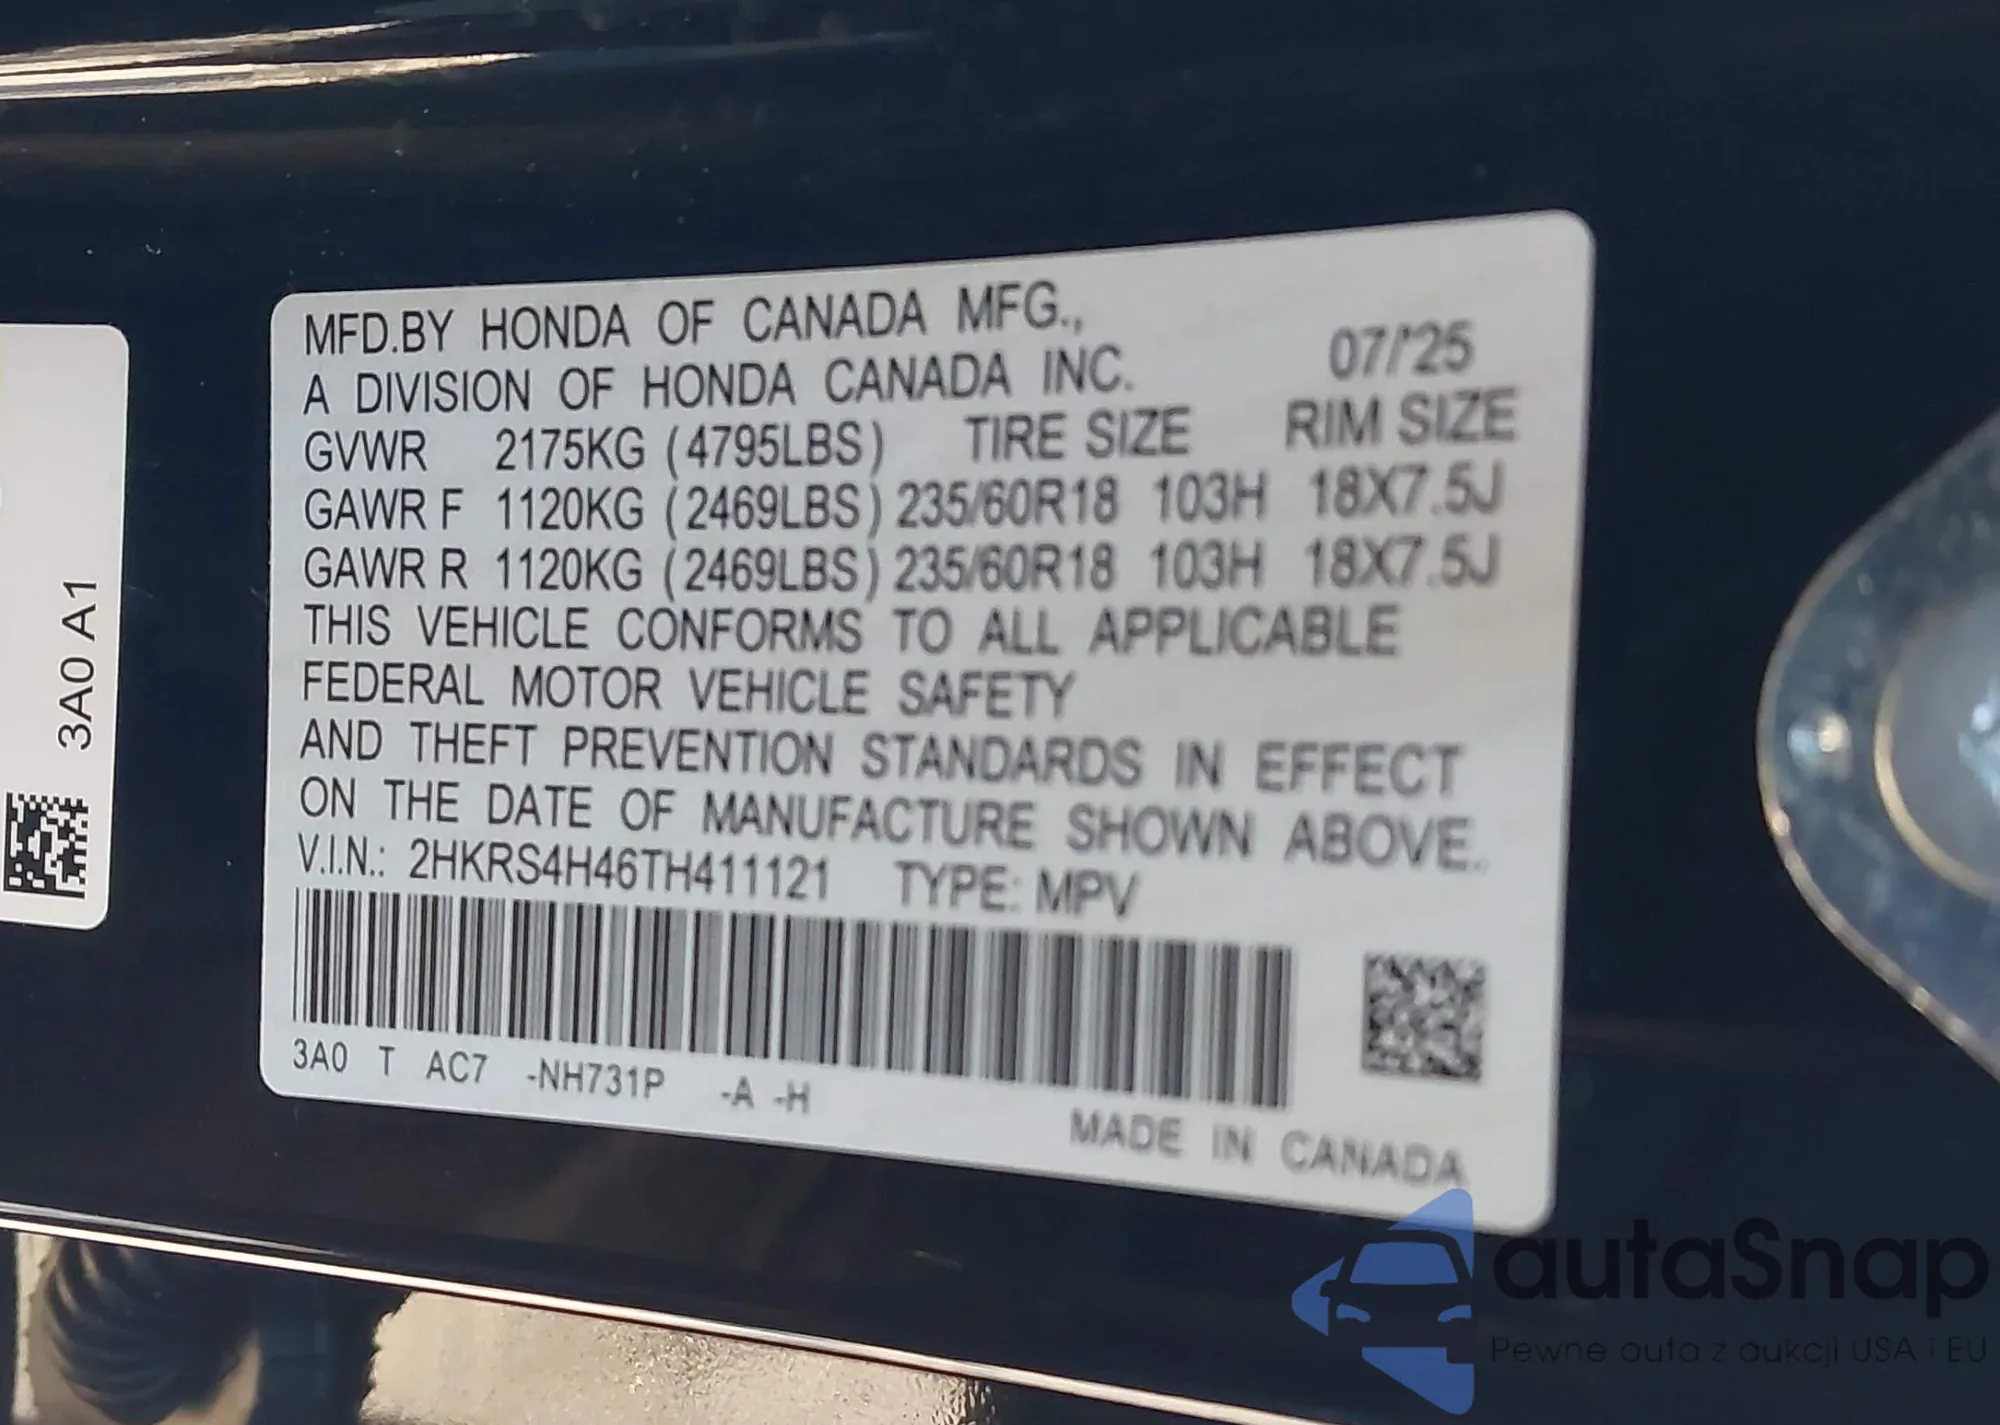 MFD.BY HONDA OF CANADA MFG.,
A DIVISION OF HONDA CANADA INC. 07/'25
GVWR 2175KG (4795LBS) TIRE SIZE RIM SIZE
GAWR F 1120KG (2469LBS) 235/60R18 103H 18X7.5J
GAWR R 1120KG (2469LBS) 235/60R18 103H 18X7.5J
THIS VEHICLE CONFORMS TO ALL APPLICABLE
FEDERAL MOTOR VEHICLE SAFETY
AND THEFT PREVENTION STANDARDS IN EFFECT
ON THE DATE OF MANUFACTURE SHOWN ABOVE.
V.I.N.: 2HKRS4H46TH411121 TYPE: MPV
3A0 T AC7 -NH731P -A -H
MADE IN CANADA
3A0 A1
autaSnap
Pewne auta z aukcji USA i EU